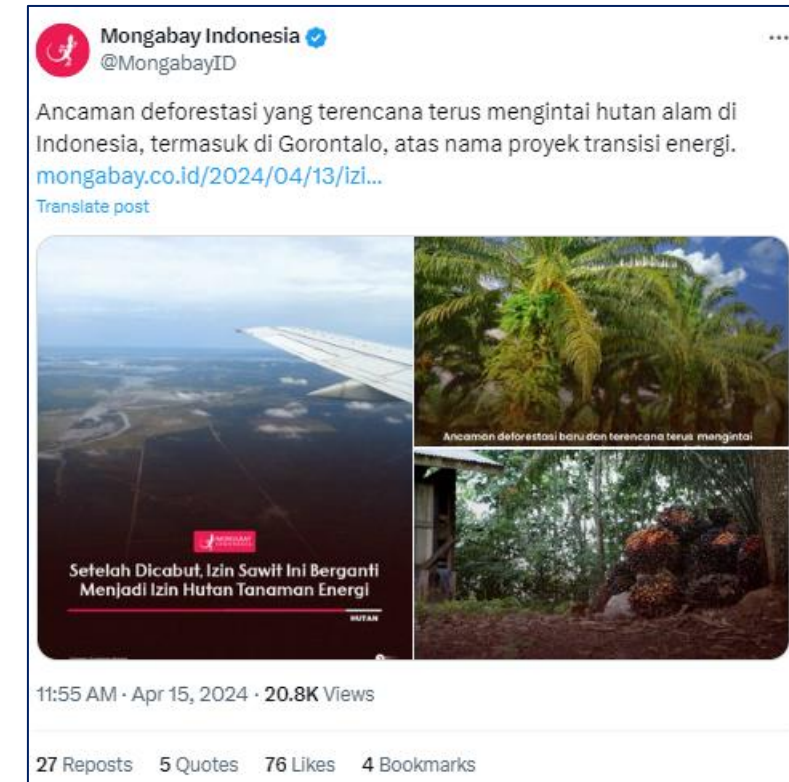 Mongabay Indonesia
@MongabayID
Ancaman deforestasi yang terencana terus mengintai hutan alam di
Indonesia, termasuk di Gorontalo, atas nama proyek transisi energi.
mongabay.co.id/2024/04/13/izi...
Translate post
MONGABAY
Setelah Dicabut, Izin Sawit Ini Berganti
Menjadi Izin Hutan Tanaman Energi
HUTAN
Ancaman deforestasi baru dan terencana terus mengintai
11:55 AM · Apr 15, 2024 · 20.8K Views
27 Reposts 5 Quotes 76 Likes 4 Bookmarks